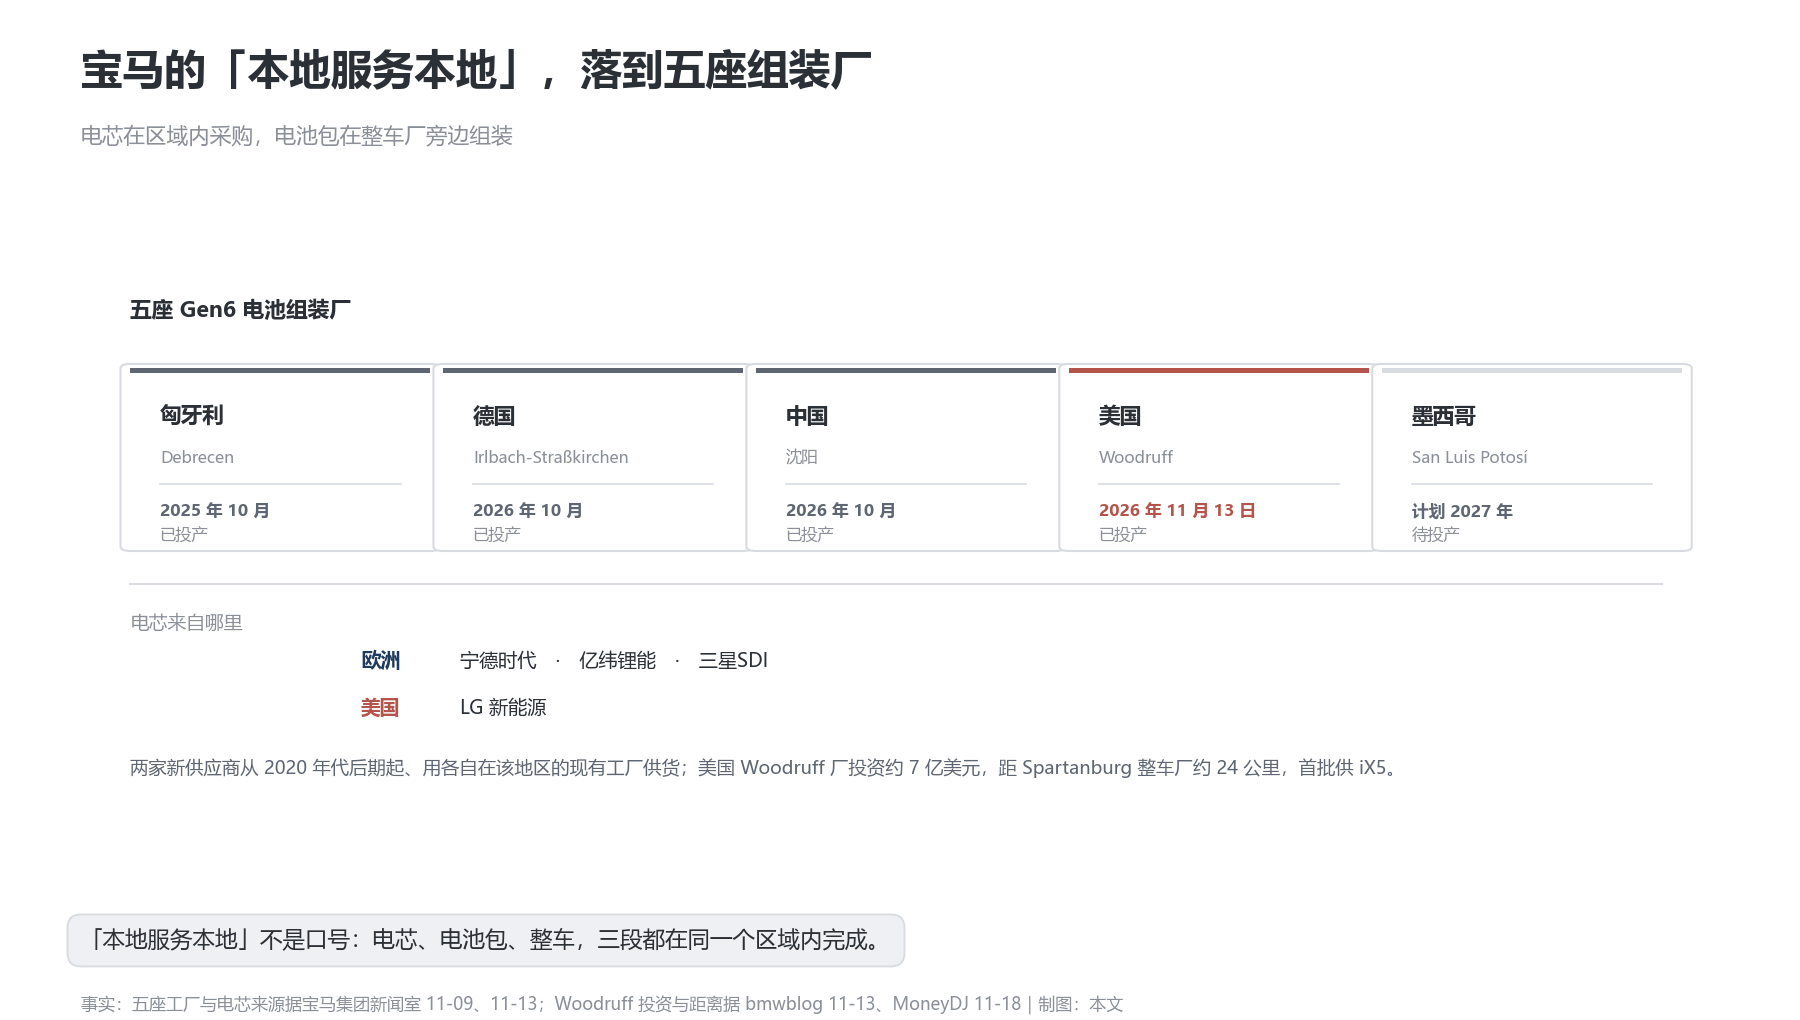 宝马的「本地服务本地」，落到五座组装厂
电芯在区域内采购，电池包在整车厂旁边组装
五座 Gen6 电池组装厂
匈牙利
Debrecen
2025 年 10 月
已投产
德国
Irlbach-Straßkirchen
2026 年 10 月
已投产
中国
沈阳
2026 年 10 月
已投产
美国
Woodruff
2026 年 11 月 13 日
已投产
墨西哥
San Luis Potosí
计划 2027 年
待投产
电芯来自哪里
欧洲 宁德时代 · 亿纬锂能 · 三星SDI
美国 LG 新能源
两家新供应商从 2020 年代后期起、用各自在该地区的现有工厂供货；美国 Woodruff 厂投资约 7 亿美元，距 Spartanburg 整车厂约 24 公里，首批供 iX5。
「本地服务本地」不是口号：电芯、电池包、整车，三段都在同一个区域内完成。
事实：五座工厂与电芯来源据宝马集团新闻室 11-09、11-13；Woodruff 投资与距离据 bmwblog 11-13、MoneyDJ 11-18 | 制图：本文